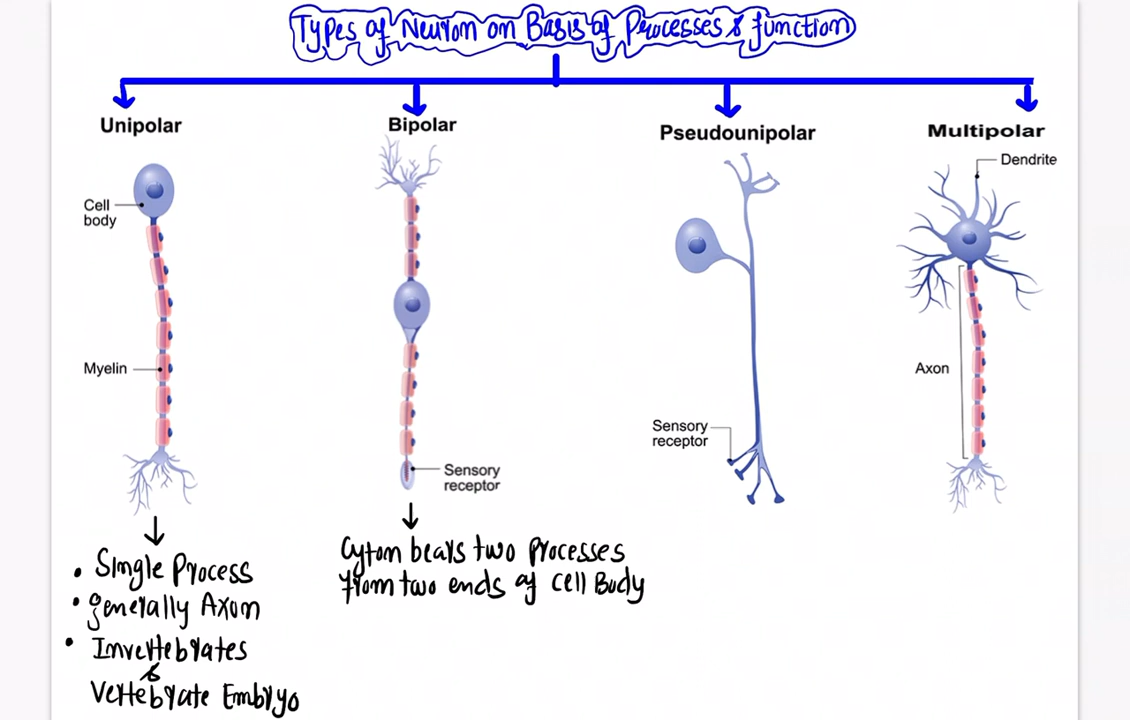 Types of Neuron on Basis of Processes & function
Unipolar
Bipolar
Pseudounipolar
Multipolar
Dendrite
Cell
body
Myelin
Axon
Sensory
receptor
Sensory
receptor
• Single Process
• generally Axon
• Invertebrates
&
Vertebrate Embryo
Cyton bears two Processes
from two ends of cell Body